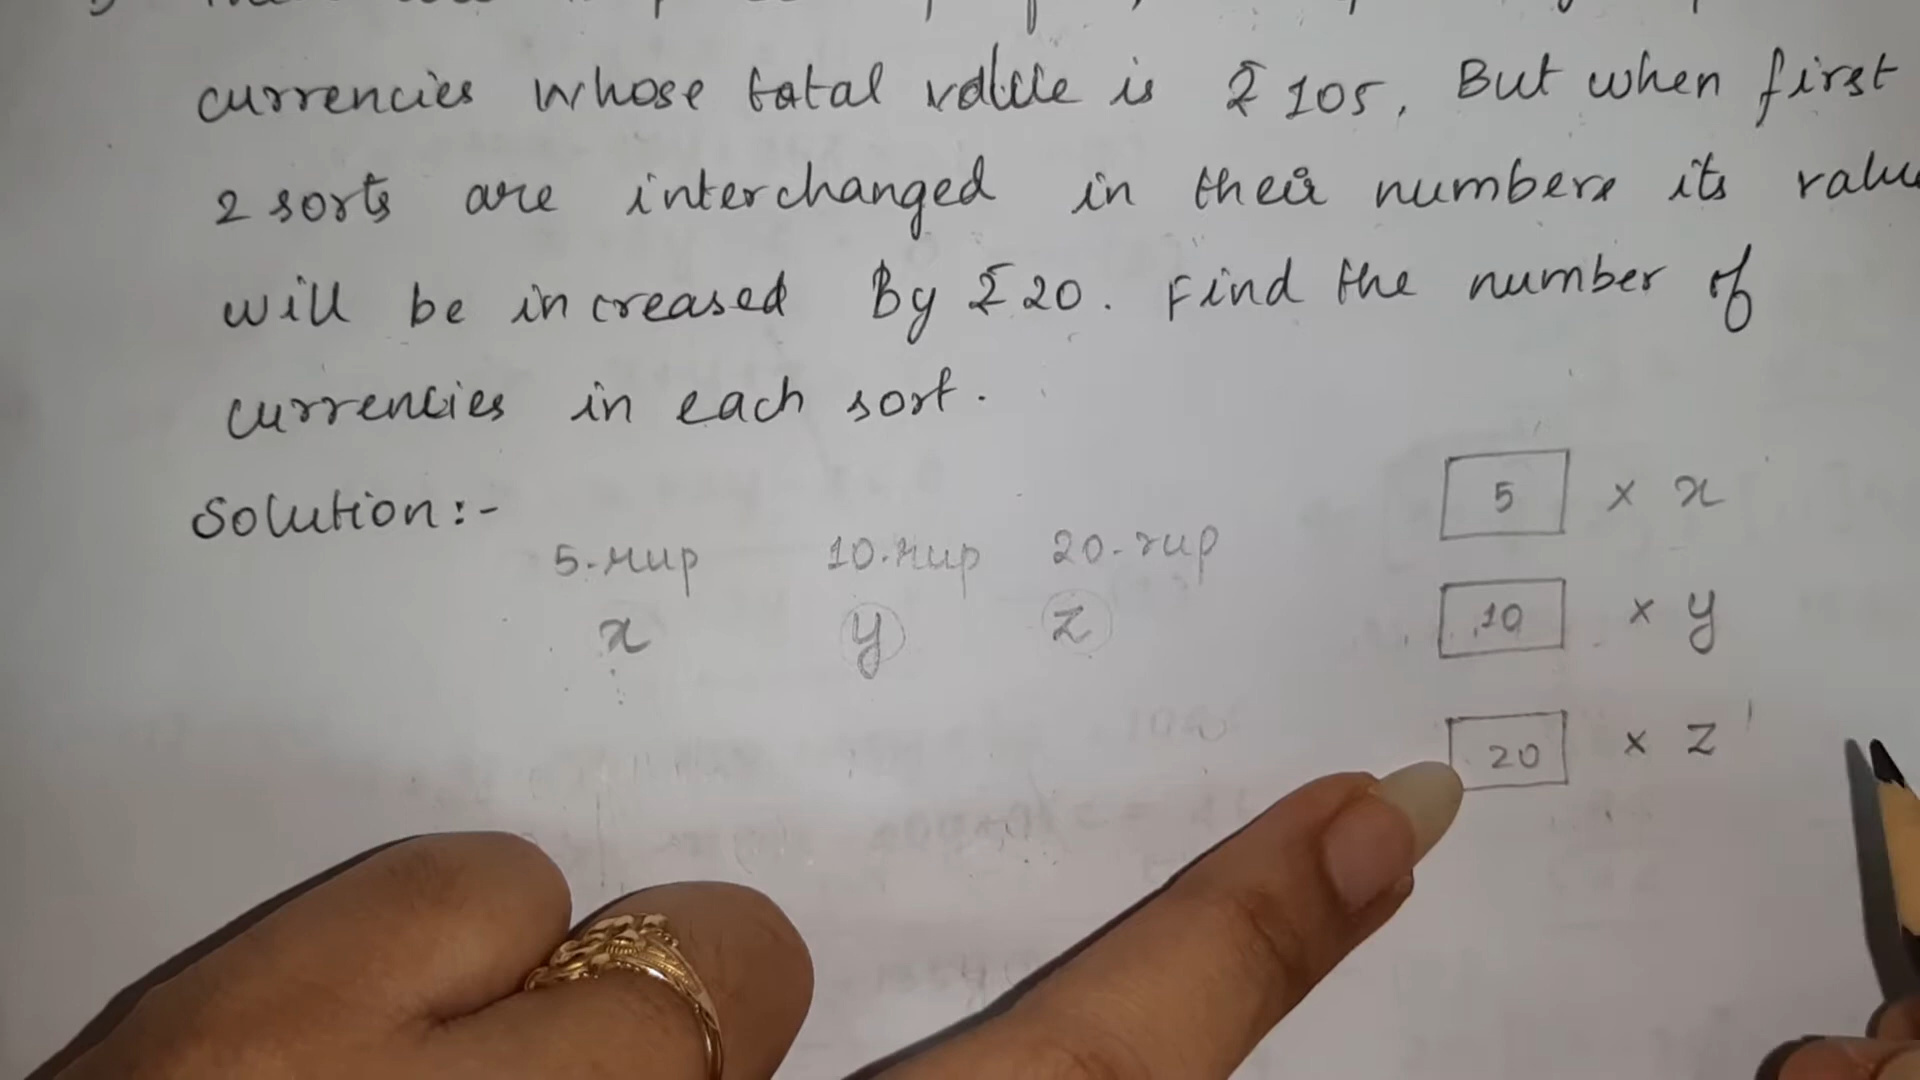 currencies whose total value is ₹ 105. But when first
2 sorts are interchanged in their numbers its value
will be increased By ₹ 20. Find the number of
currencies in each sort.
Solution:-
5.rup 10.rup 20.rup
x y z
5 × x
10 × y
20 × z